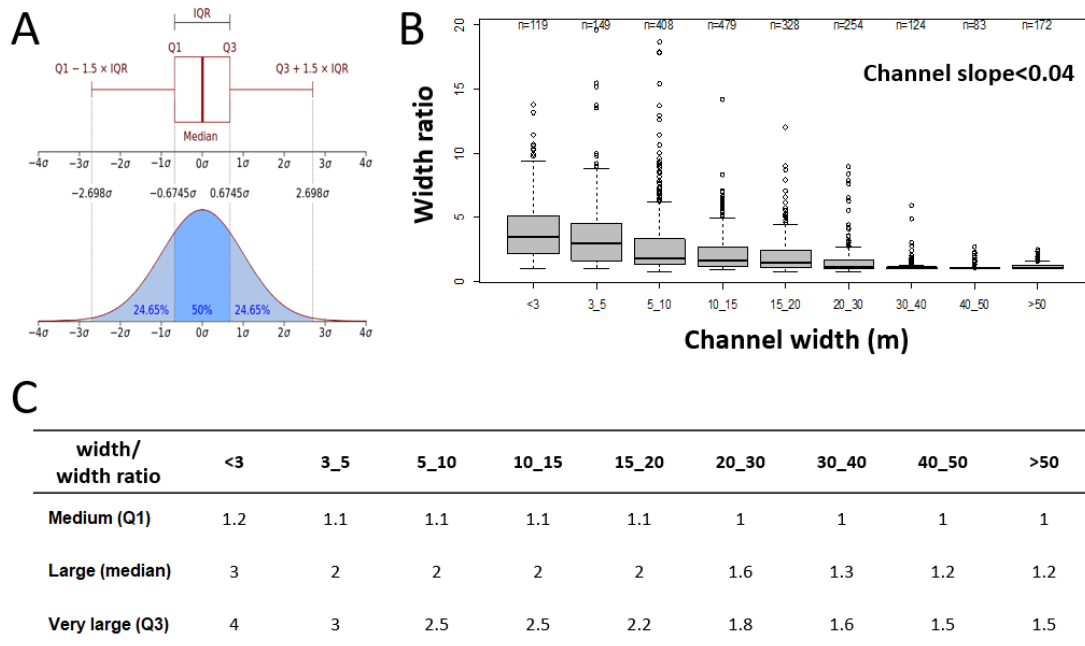 A
IQR
Q1 Q3
Q1 − 1.5 × IQR Q3 + 1.5 × IQR
Median
−4σ −3σ −2σ −1σ 0σ 1σ 2σ 3σ 4σ
−2.698σ −0.6745σ 0.6745σ 2.698σ
24.65% 50% 24.65%
−4σ −3σ −2σ −1σ 0σ 1σ 2σ 3σ 4σ
B
n=119 n=149 n=408 n=479 n=328 n=254 n=124 n=83 n=172
Channel slope<0.04
Width ratio
20
15
10
5
0
<3 3_5 5_10 10_15 15_20 20_30 30_40 40_50 >50
Channel width (m)
C
width/
width ratio <3 3_5 5_10 10_15 15_20 20_30 30_40 40_50 >50
Medium (Q1) 1.2 1.1 1.1 1.1 1.1 1 1 1 1
Large (median) 3 2 2 2 2 1.6 1.3 1.2 1.2
Very large (Q3) 4 3 2.5 2.5 2.2 1.8 1.6 1.5 1.5